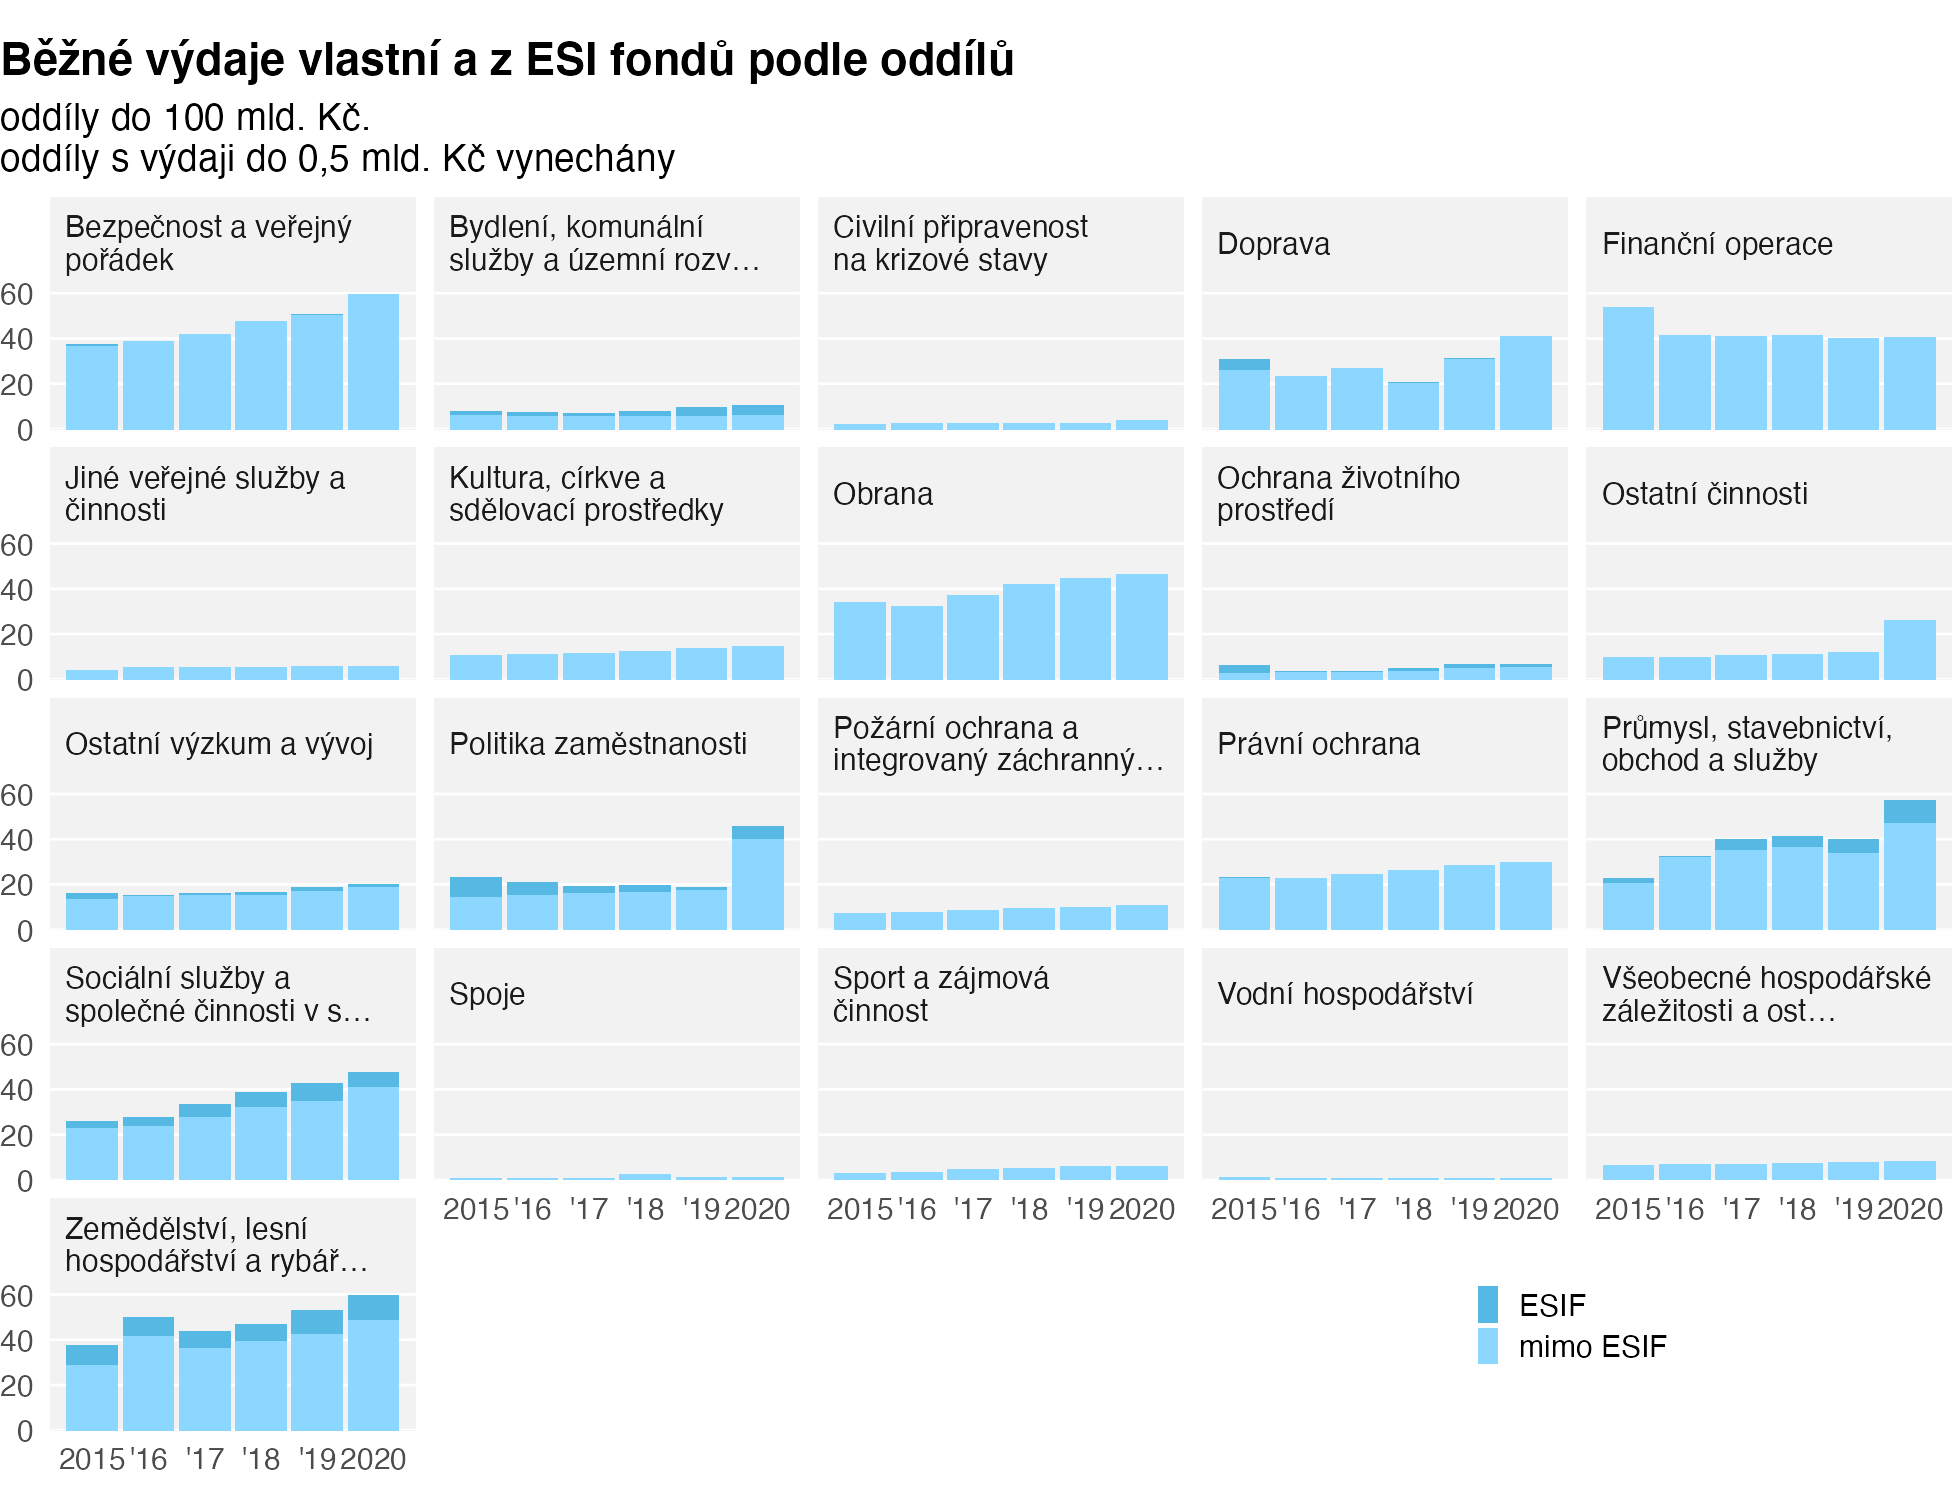 Běžné výdaje vlastní a z ESI fondů podle oddílů
oddíly do 100 mld. Kč.
oddíly s výdaji do 0,5 mld. Kč vynechány
Bezpečnost a veřejný
pořádek
Bydlení, komunální
služby a územní rozv…
Civilní připravenost
na krizové stavy
Doprava
Finanční operace
60
40
20
0
Jiné veřejné služby a
činnosti
Kultura, církve a
sdělovací prostředky
Obrana
Ochrana životního
prostředí
Ostatní činnosti
60
40
20
0
Ostatní výzkum a vývoj
Politika zaměstnanosti
Požární ochrana a
integrovaný záchranný…
Právní ochrana
Průmysl, stavebnictví,
obchod a služby
60
40
20
0
Sociální služby a
společné činnosti v s…
Spoje
Sport a zájmová
činnost
Vodní hospodářství
Všeobecné hospodářské
záležitosti a ost…
60
40
20
0
2015 '16 '17 '18 '19 2020
2015 '16 '17 '18 '19 2020
2015 '16 '17 '18 '19 2020
2015 '16 '17 '18 '19 2020
Zemědělství, lesní
hospodářství a rybář…
60
40
20
0
2015 '16 '17 '18 '19 2020
ESIF
mimo ESIF